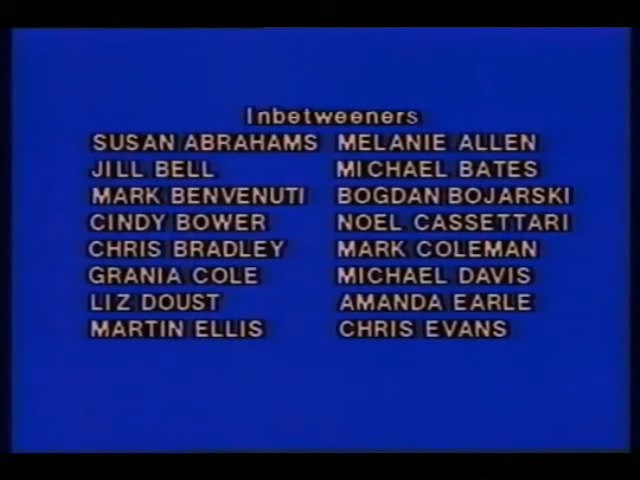 Inbetweeners
SUSAN ABRAHAMS MELANIE ALLEN
JILL BELL MICHAEL BATES
MARK BENVENUTI BOGDAN BOJARSKI
CINDY BOWER NOEL CASSETTARI
CHRIS BRADLEY MARK COLEMAN
GRANIA COLE MICHAEL DAVIS
LIZ DOUST AMANDA EARLE
MARTIN ELLIS CHRIS EVANS